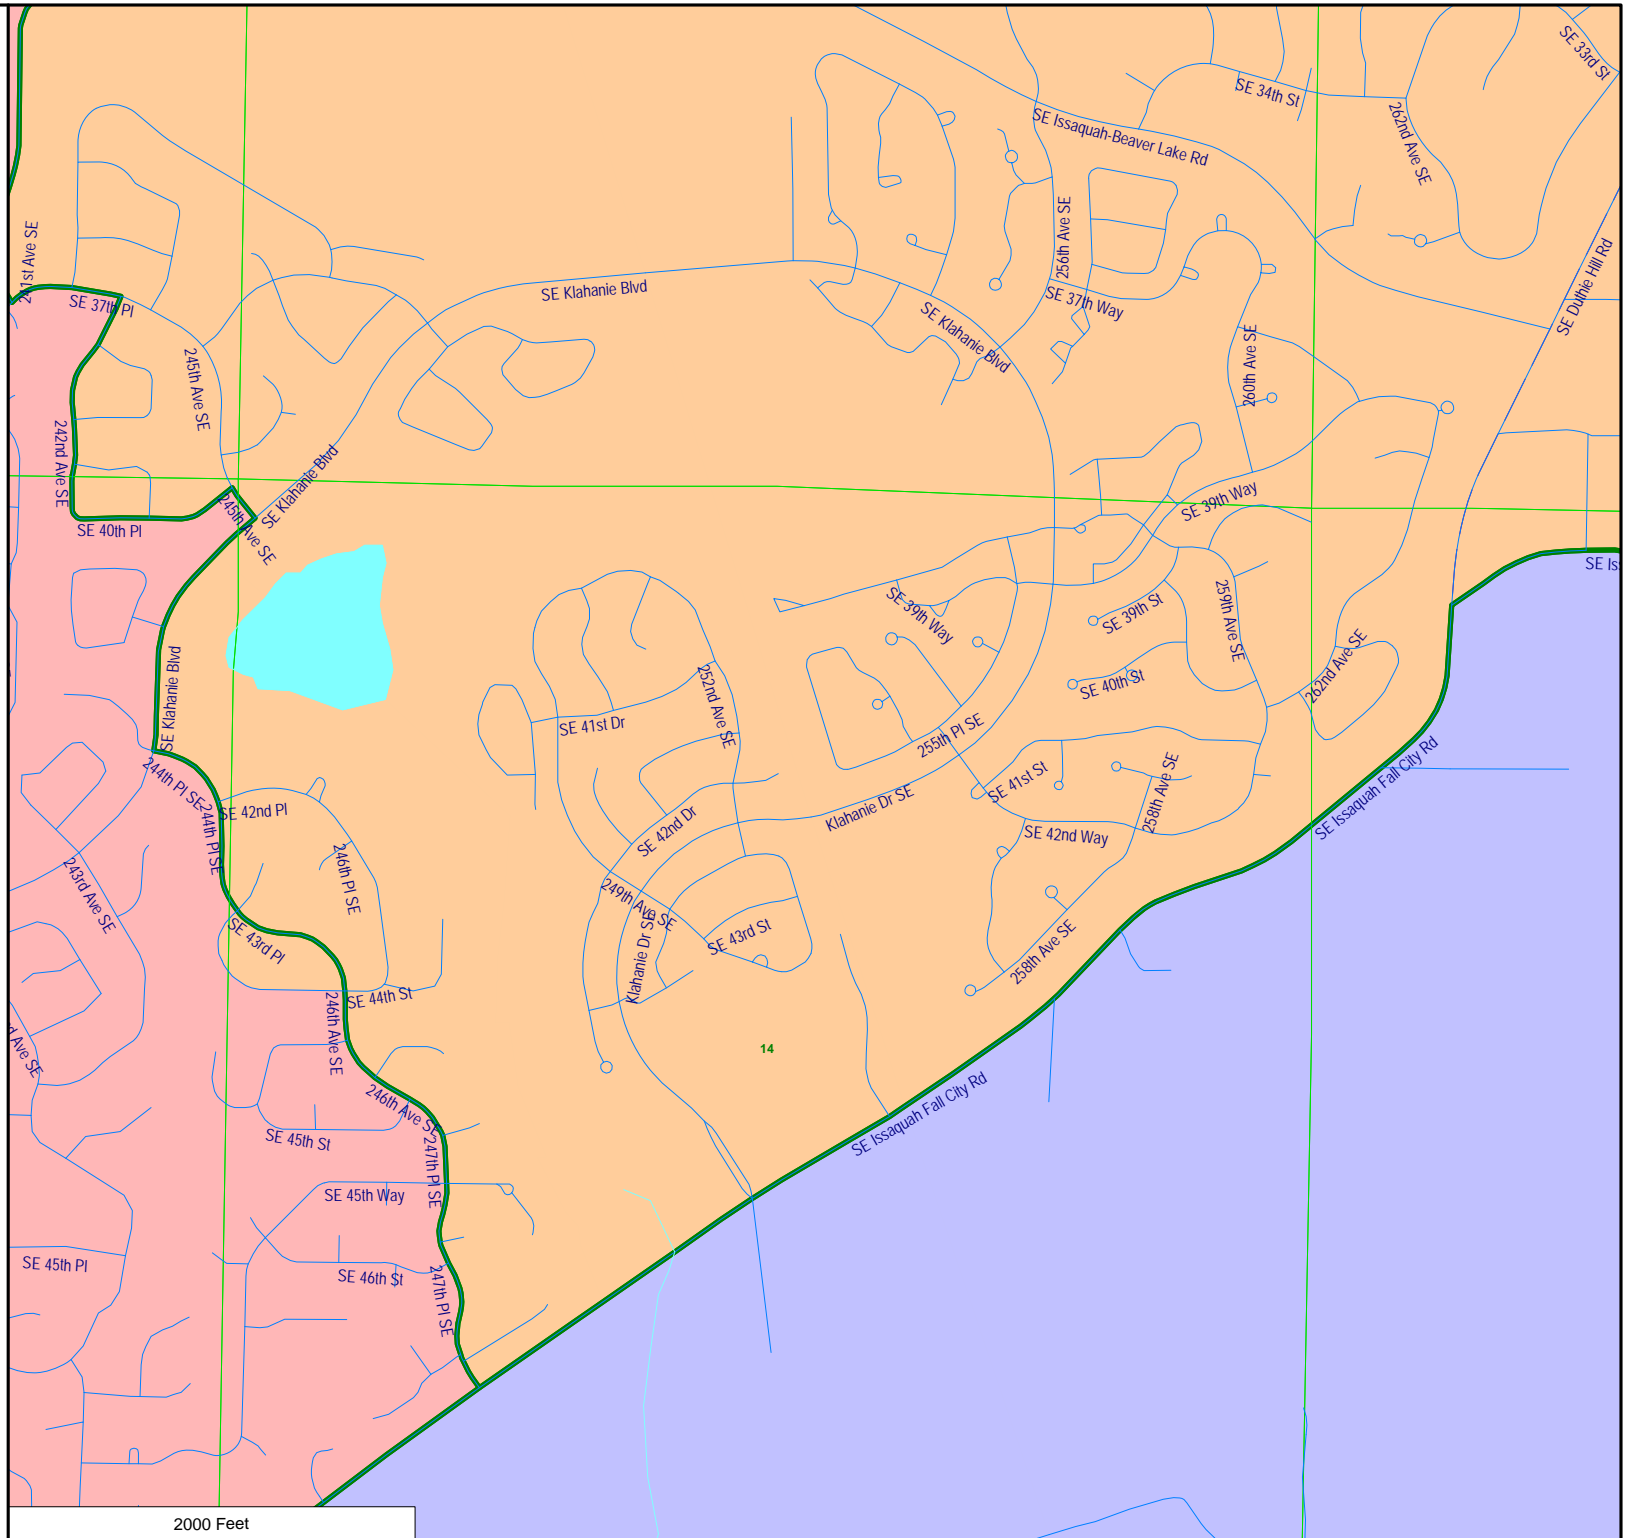 SE 33rd St
SE 34th St
262nd Ave SE
SE Issaquah-Beaver Lake Rd
241st Ave SE
256th Ave SE
SE Duthie Hill Rd
SE 37th Pl
SE Klahanie Blvd
SE 37th Way
SE Klahanie Blvd
245th Ave SE
260th Ave SE
242nd Ave SE
SE Klahanie Blvd
SE 39th Way
245th Ave SE
SE 40th Pl
SE Is
SE 39th Way
SE 39th St
259th Ave SE
SE Klahanie Blvd
252nd Ave SE
SE 40th St
262nd Ave SE
SE 41st Dr
255th Pl SE
244th Pl SE
SE 41st St
258th Ave SE
SE Issaquah Fall City Rd
SE 42nd Pl
244th Pl SE
Klahanie Dr SE
SE 42nd Dr
SE 42nd Way
243rd Ave SE
246th Pl SE
249th Ave SE
SE 43rd Pl
SE 43rd St
Klahanie Dr SE
258th Ave SE
SE 44th St
246th Ave SE
d Ave SE
14
246th Ave SE
SE Issaquah Fall City Rd
SE 45th St
247th Pl SE
SE 45th Way
SE 45th Pl
SE 46th St
247th Pl SE
2000 Feet